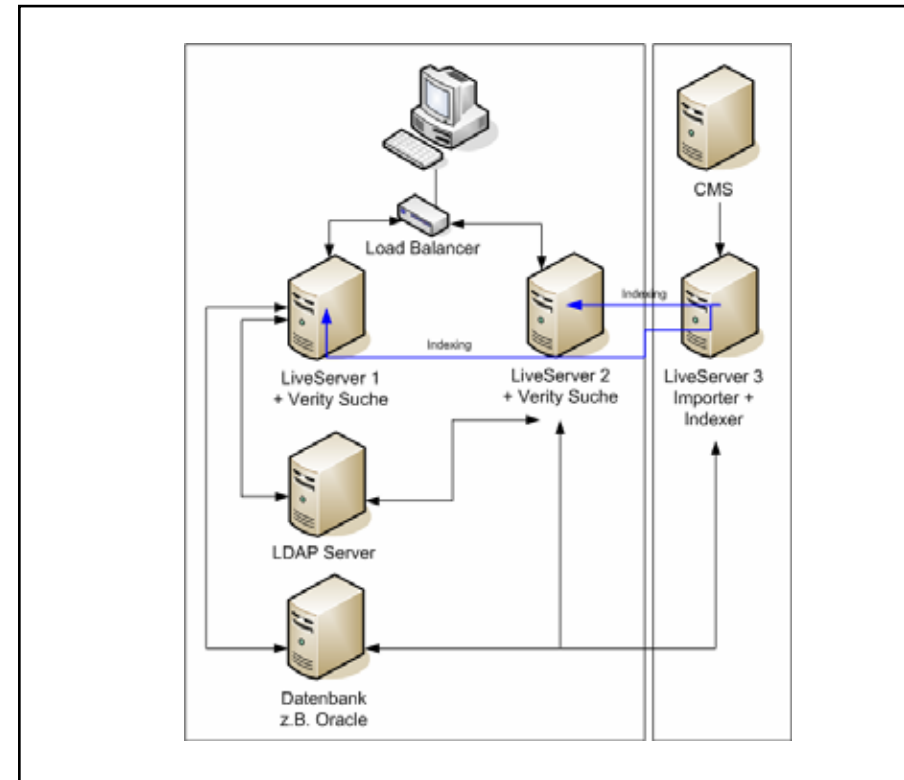 CMS
Load Balancer
Indexing
Indexing
LiveServer 1
+ Verity Suche
LiveServer 2
+ Verity Suche
LiveServer 3
Importer +
Indexer
LDAP Server
Datenbank
z.B. Oracle